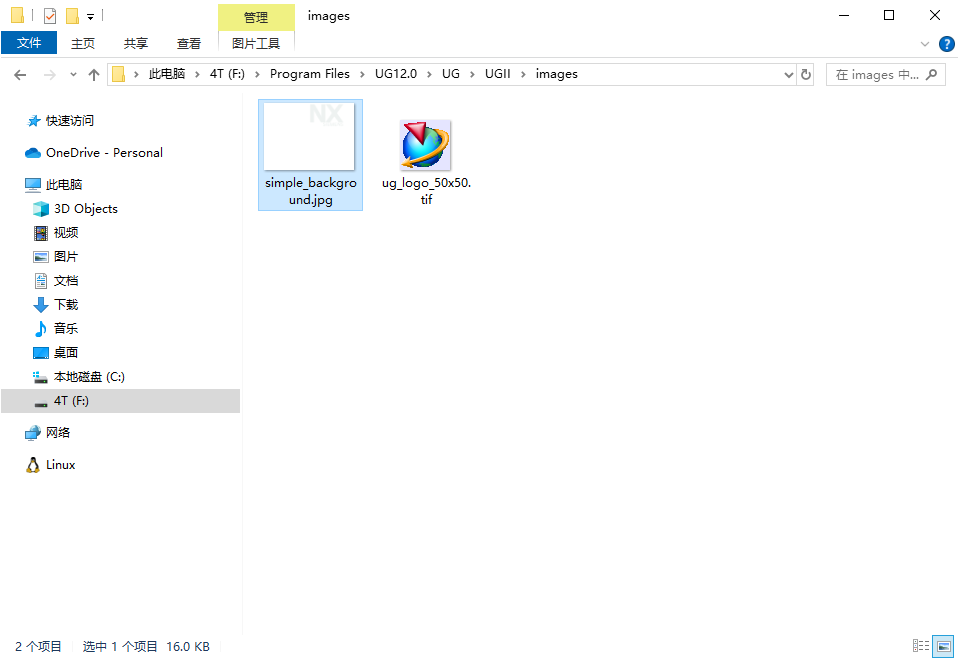 管理
images
文件
主页
共享
查看
图片工具
此电脑 > 4T (F:) > Program Files > UG12.0 > UG > UGII > images
在 images 中...
快速访问
OneDrive - Personal
此电脑
3D Objects
视频
图片
文档
下载
音乐
桌面
本地磁盘 (C:)
4T (F:)
网络
Linux
NX
simple_backgro
und.jpg
ug_logo_50x50.
tif
2 个项目
选中 1 个项目 16.0 KB